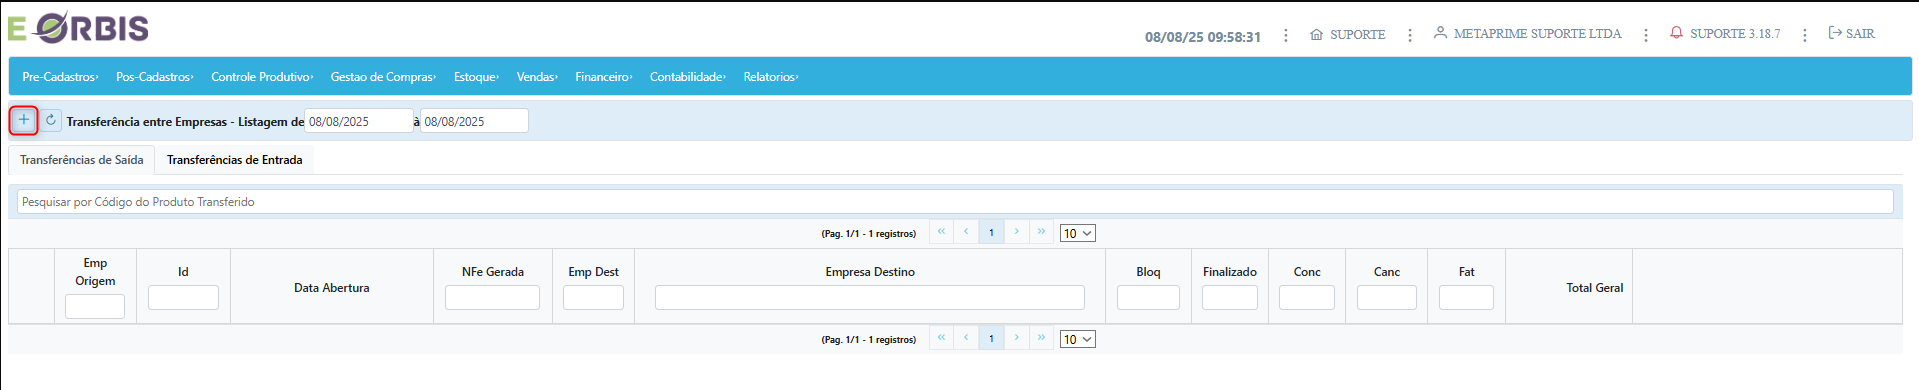 E ORBIS
08/08/25 09:58:31 SUPORTE METAPRIME SUPORTE LTDA SUPORTE 3.18.7 SAIR
Pre-Cadastros Pos-Cadastros Controle Produtivo Gestao de Compras Estoque Vendas Financeiro Contabilidade Relatorios
Transferência entre Empresas - Listagem de 08/08/2025 à 08/08/2025
Transferências de Saída Transferências de Entrada
Pesquisar por Código do Produto Transferido
(Pag. 1/1 - 1 registros) « ‹ 1 › » 10
Emp Origem Id Data Abertura NFe Gerada Emp Dest Empresa Destino Bloq Finalizado Conc Canc Fat Total Geral
(Pag. 1/1 - 1 registros) « ‹ 1 › » 10